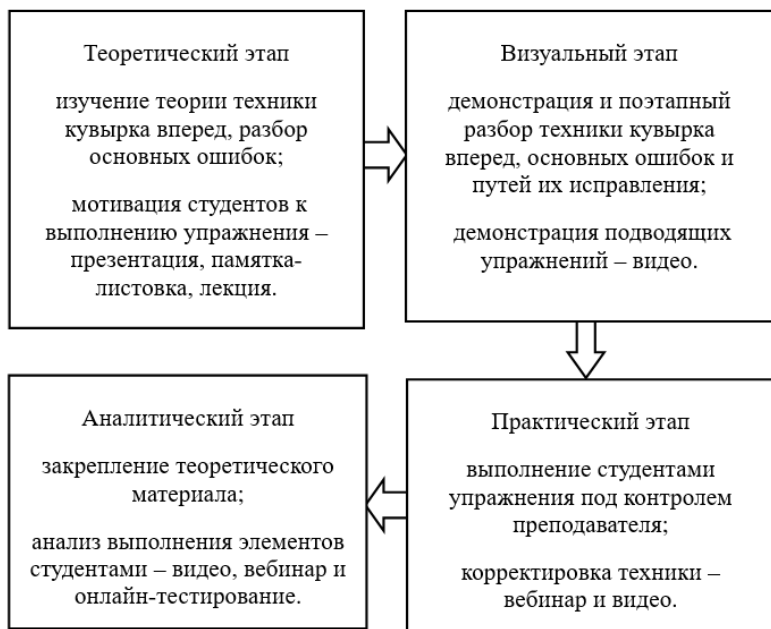 Теоретический этап
изучение теории техники
кувырка вперед, разбор
основных ошибок;
мотивация студентов к
выполнению упражнения –
презентация, памятка-
листовка, лекция.
Визуальный этап
демонстрация и поэтапный
разбор техники кувырка
вперед, основных ошибок и
путей их исправления;
демонстрация подводящих
упражнений – видео.
Практический этап
выполнение студентами
упражнения под контролем
преподавателя;
корректировка техники –
вебинар и видео.
Аналитический этап
закрепление теоретического
материала;
анализ выполнения элементов
студентами – видео, вебинар и
онлайн-тестирование.